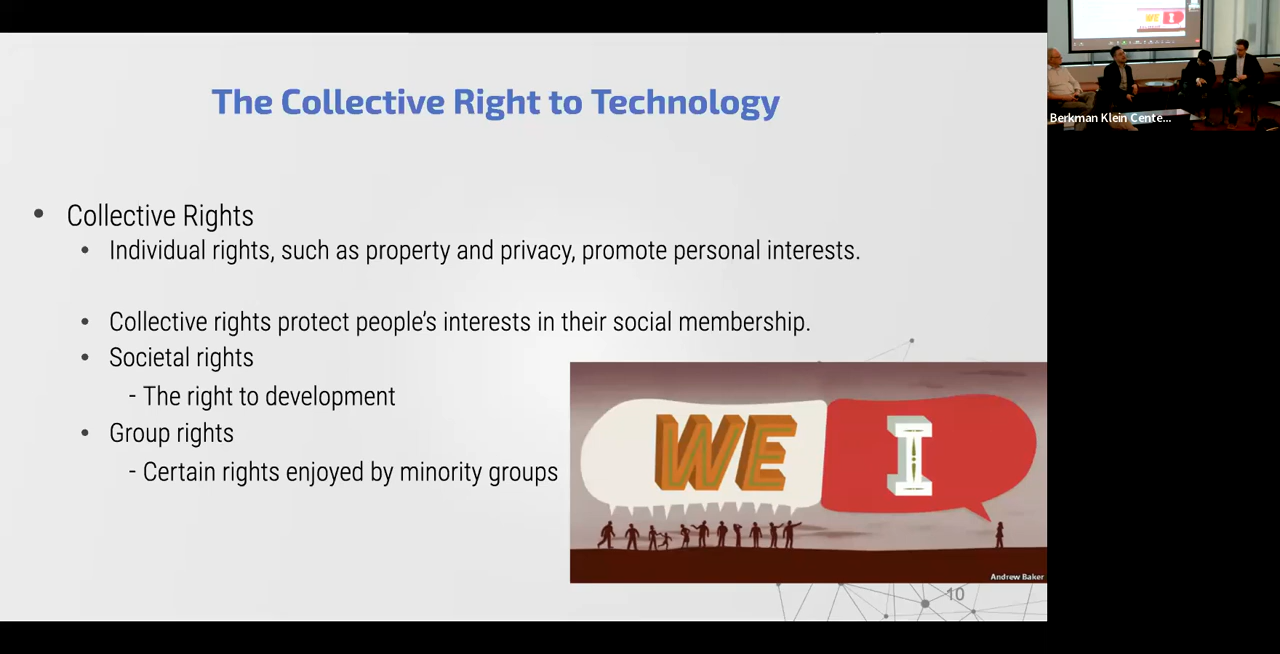 The Collective Right to Technology
Collective Rights
Individual rights, such as property and privacy, promote personal interests.
Collective rights protect people's interests in their social membership.
Societal rights
- The right to development
Group rights
- Certain rights enjoyed by minority groups
WE I
Andrew Baker
10
WE I
Berkman Klein Cente...